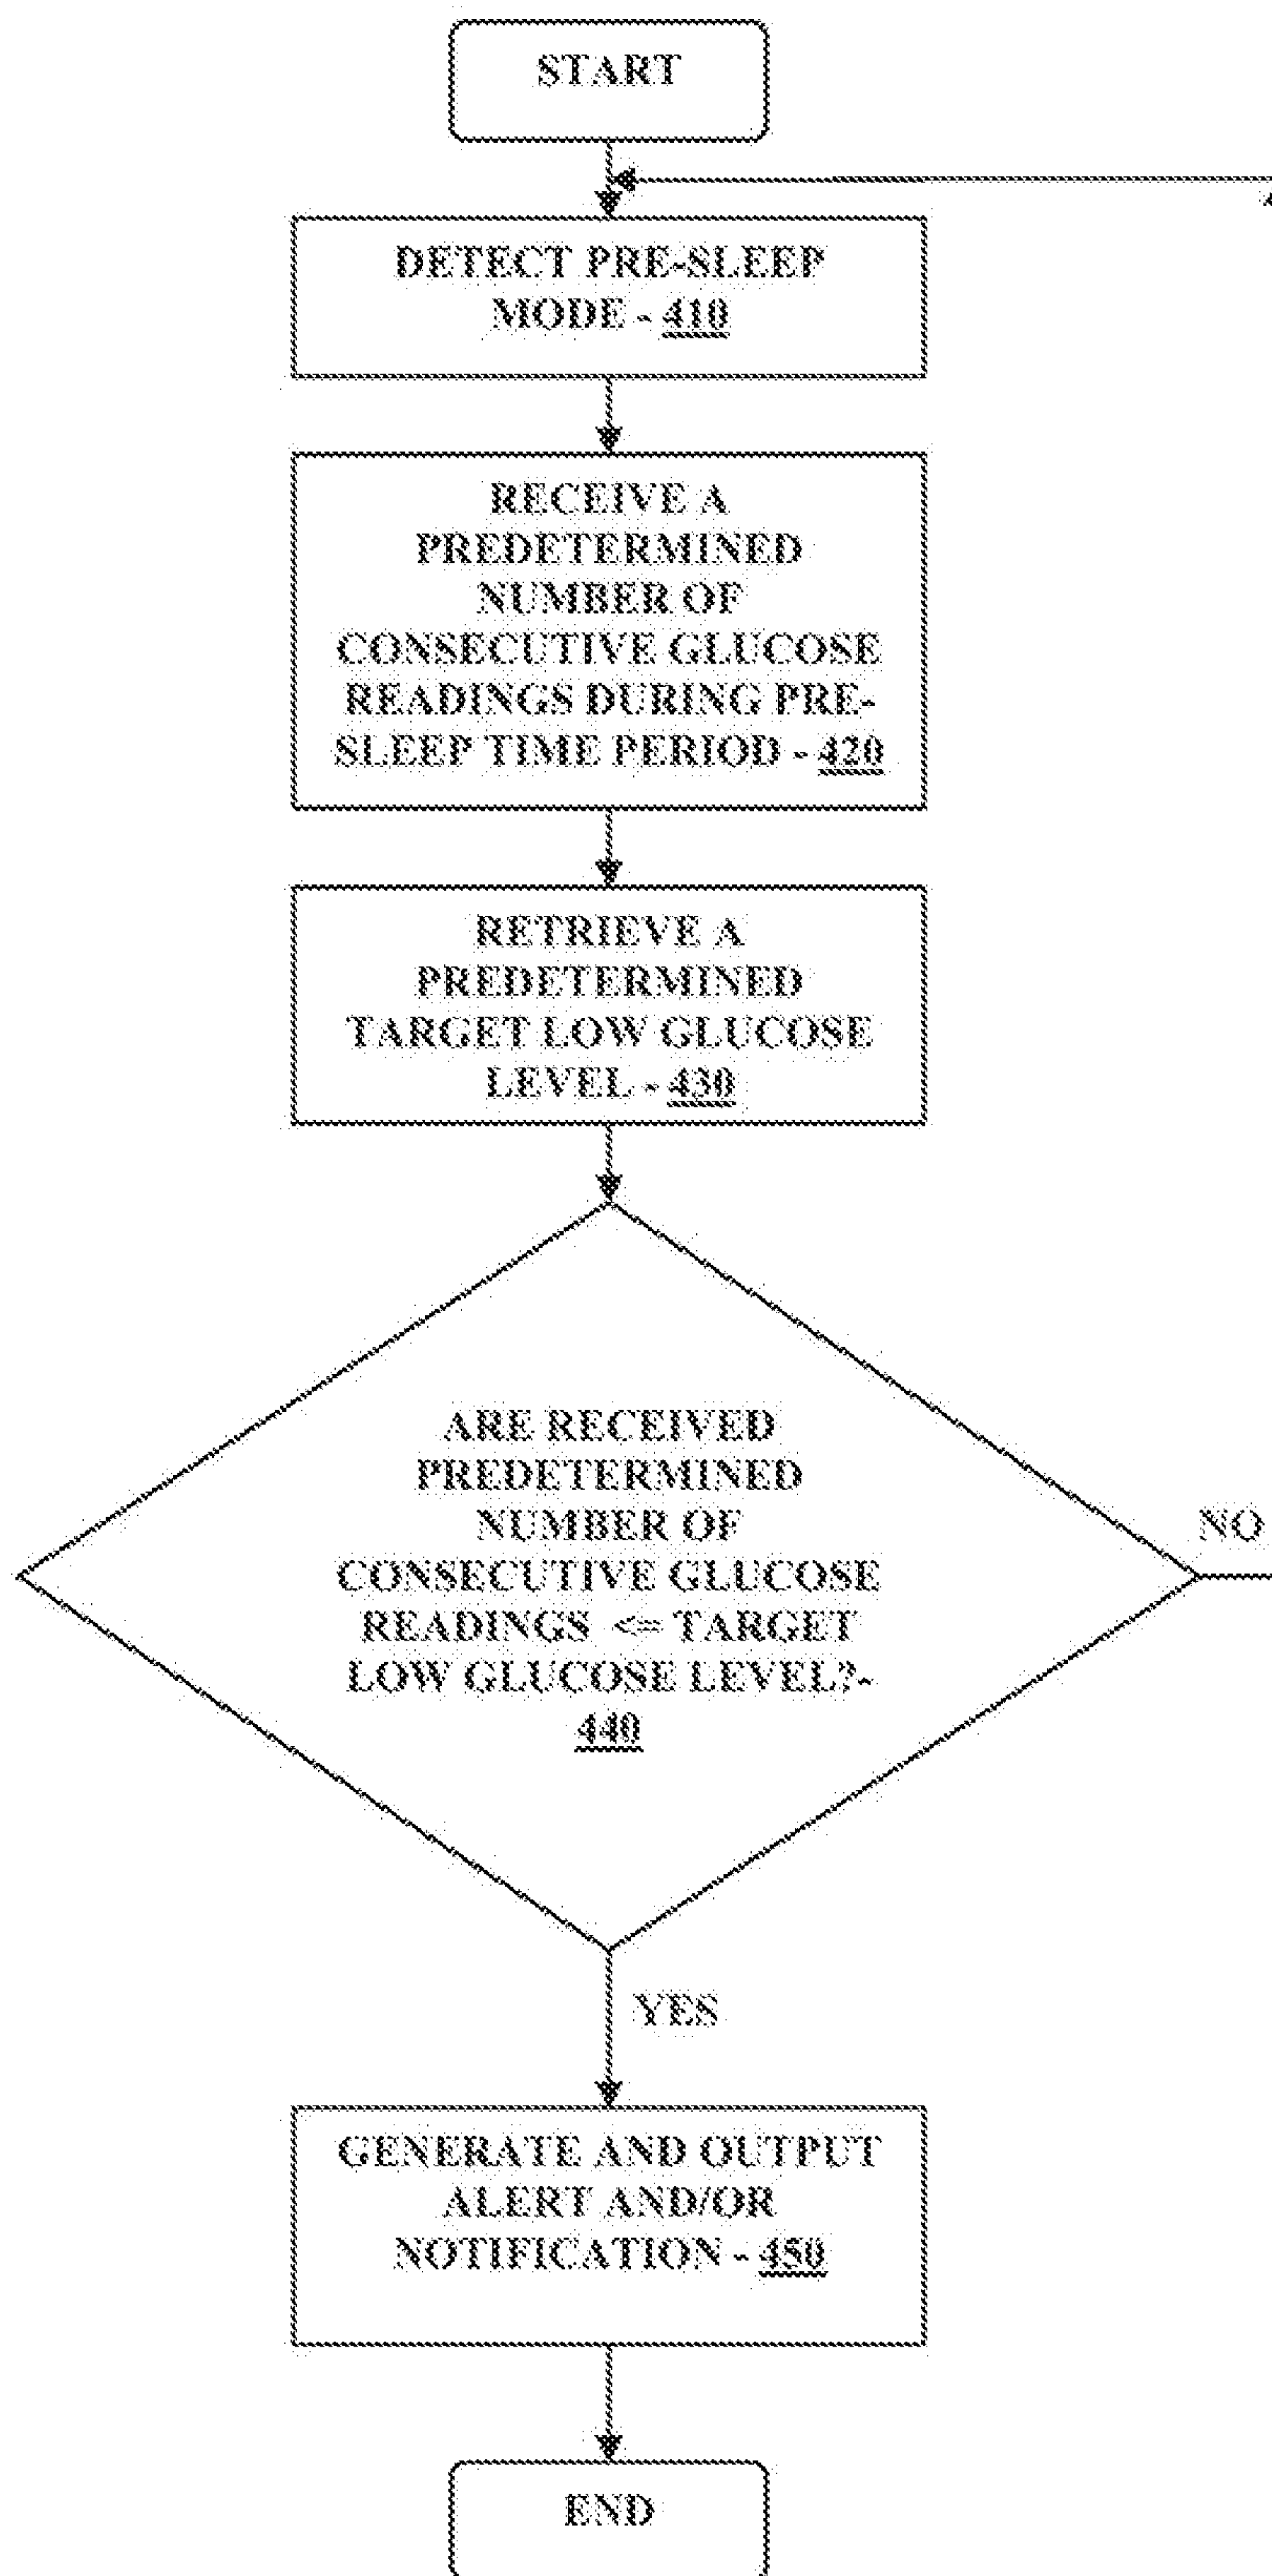 START
DETECT PRE-SLEEP
MODE - 410
RECEIVE A
PREDETERMINED
NUMBER OF
CONSECUTIVE GLUCOSE
READINGS DURING PRE-
SLEEP TIME PERIOD - 420
RETRIEVE A
PREDETERMINED
TARGET LOW GLUCOSE
LEVEL - 430
ARE RECEIVED
PREDETERMINED
NUMBER OF
CONSECUTIVE GLUCOSE
READINGS <= TARGET
LOW GLUCOSE LEVEL?-
440
NO
YES
GENERATE AND OUTPUT
ALERT AND/OR
NOTIFICATION - 450
END